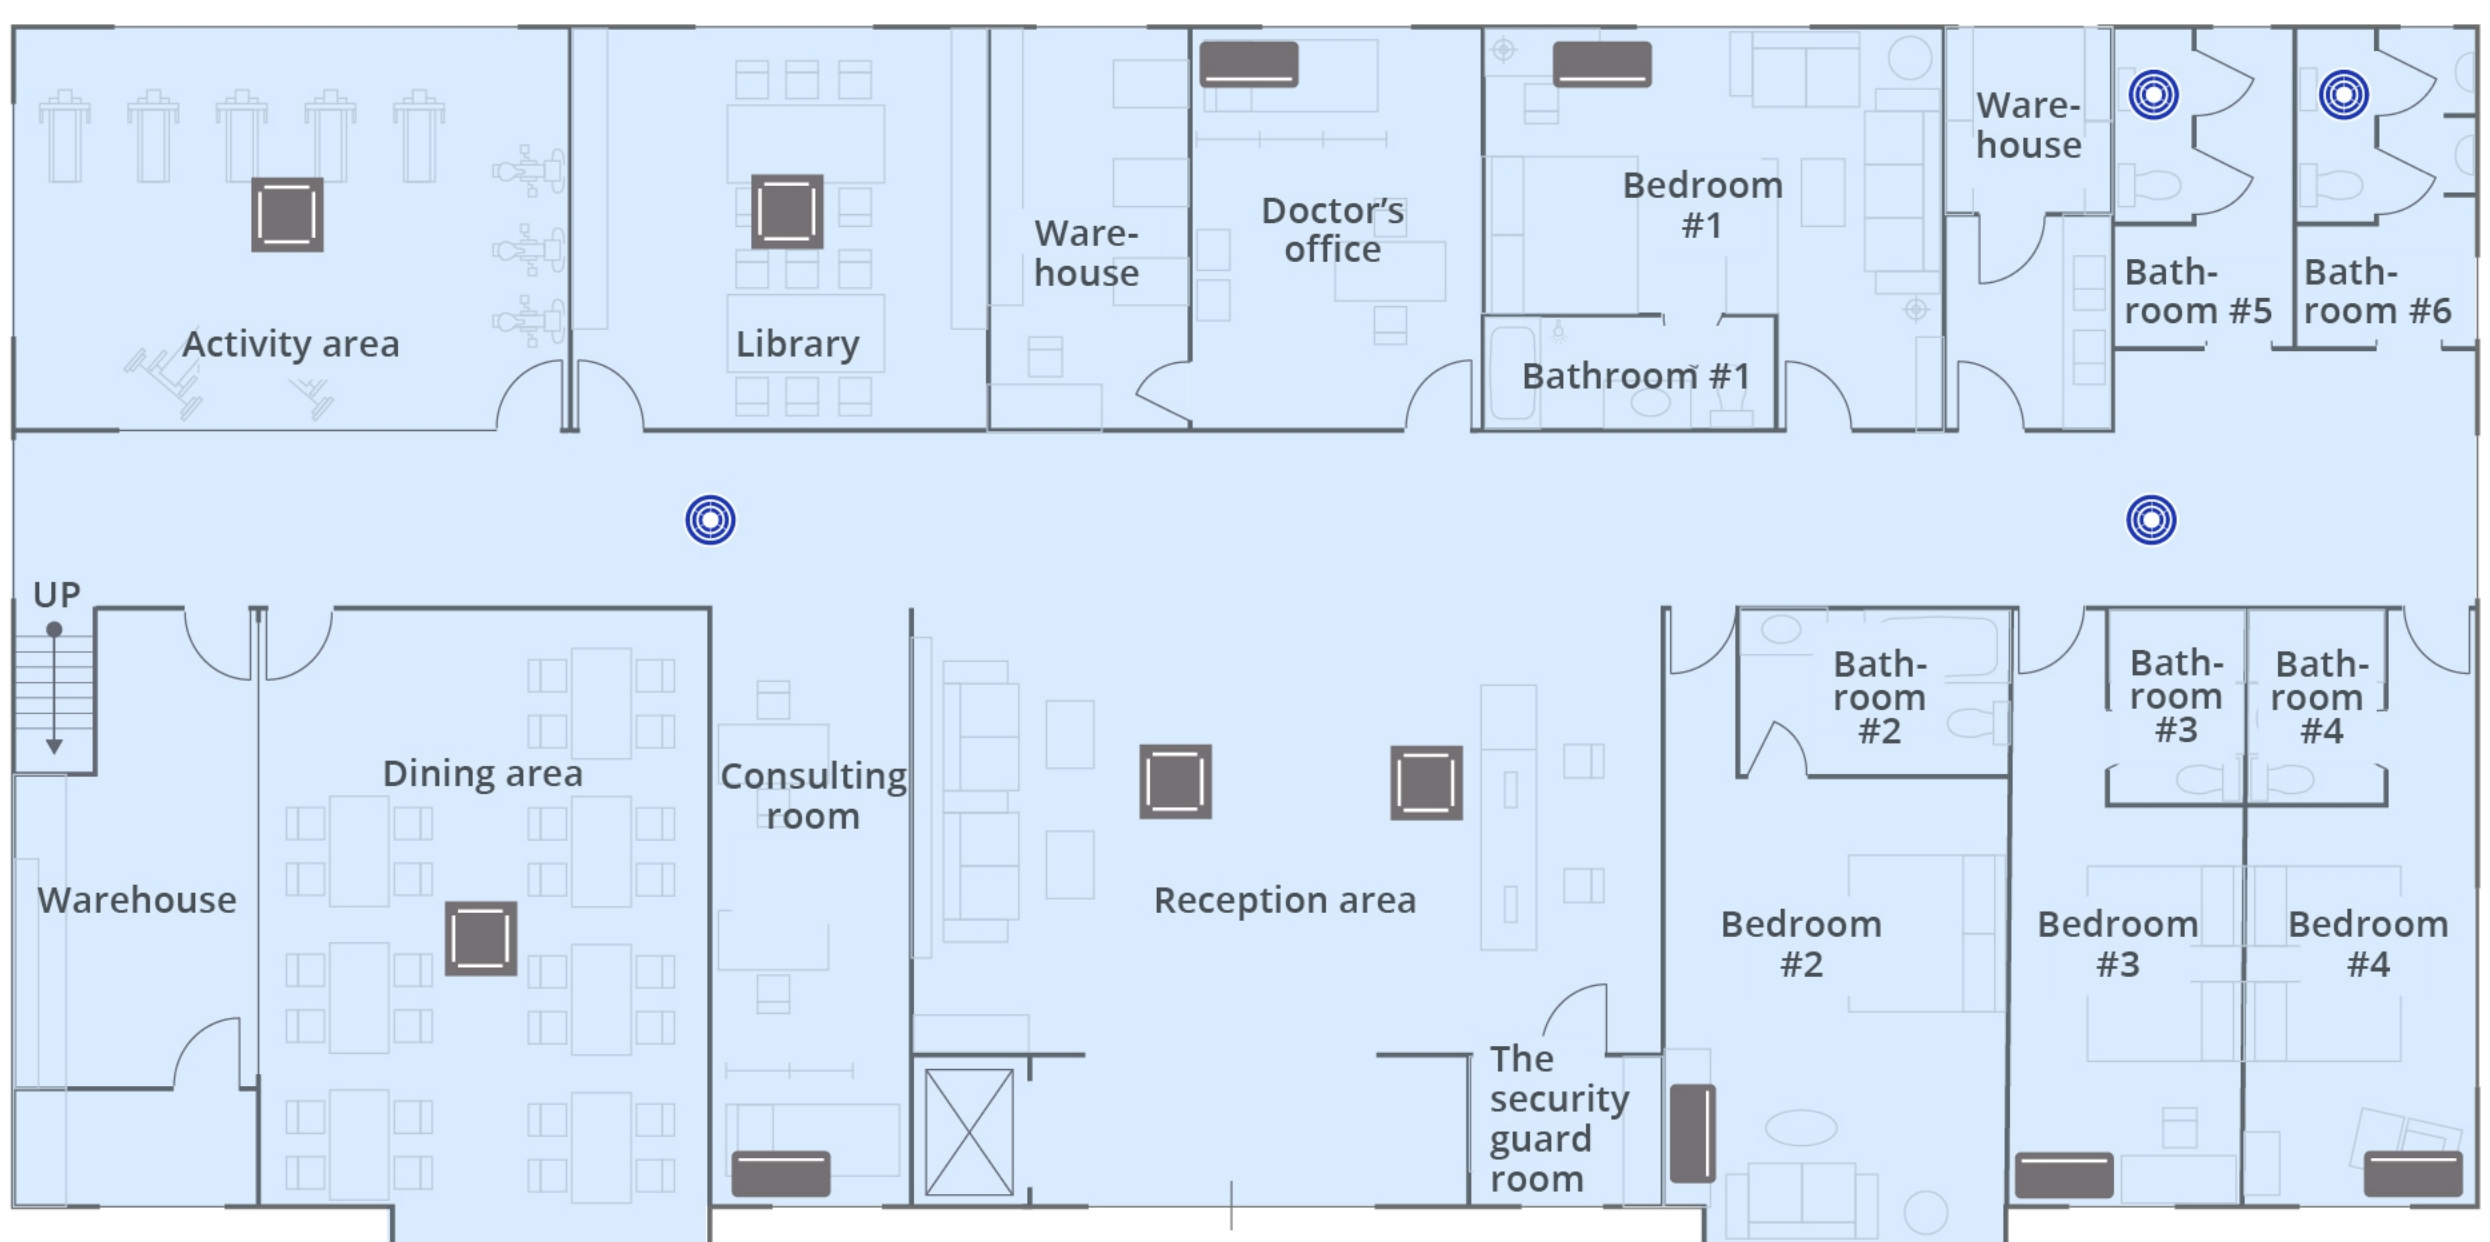 Ware-
house
Bedroom
#1
Doctor's
office
Ware-
house
Bath-
room #5
Bath-
room #6
Activity area
Library
Bathroom #1
UP
Bath-
room
#2
Bath-
room
#3
Bath-
room
#4
Dining area
Consulting
room
Warehouse
Reception area
Bedroom
#2
Bedroom
#3
Bedroom
#4
The
security
guard
room